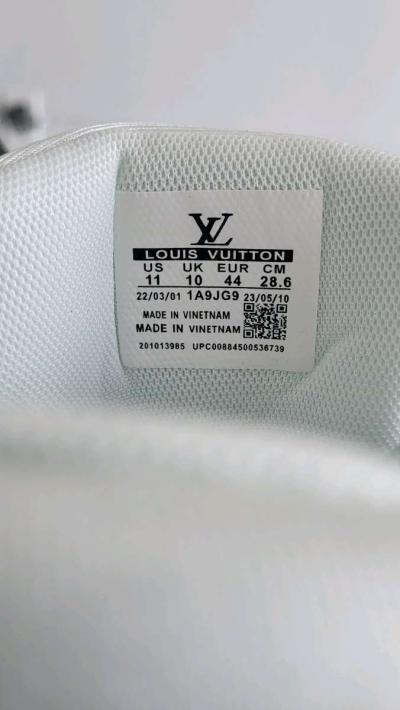 LV
LOUIS VUITTON
US UK EUR CM
11 10 44 28.6
22/03/01 1A9JG9 23/05/10
MADE IN VINETNAM
MADE IN VINETNAM
201013985 UPC00884500536739